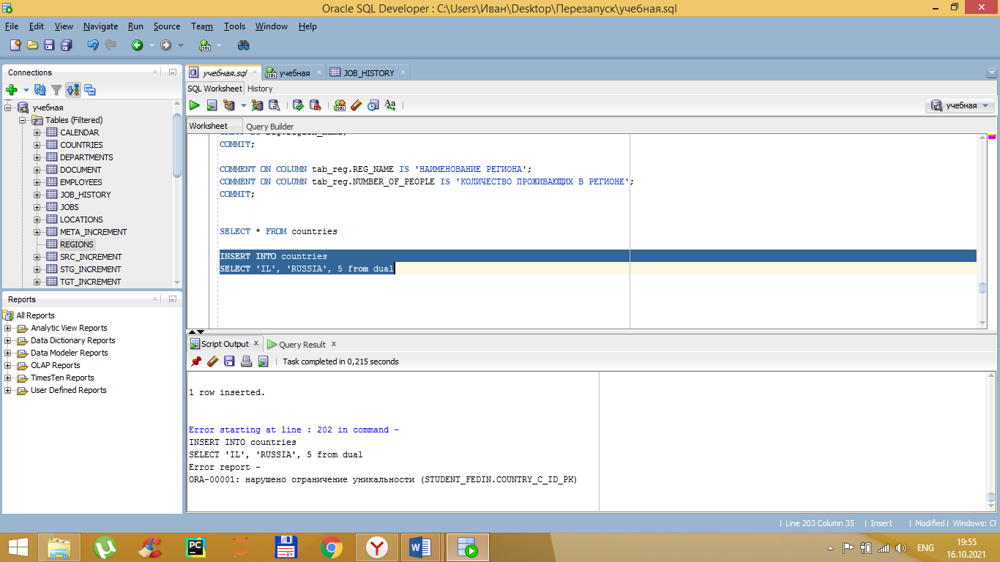 Oracle SQL Developer : C:\Users\Иван\Desktop\Перезапуск\учебная.sql
File Edit View Navigate Run Source Team Tools Window Help
Connections
учебная
Tables (Filtered)
CALENDAR
COUNTRIES
DEPARTMENTS
DOCUMENT
EMPLOYEES
JOB_HISTORY
JOBS
LOCATIONS
META_INCREMENT
REGIONS
SRC_INCREMENT
STG_INCREMENT
TGT_INCREMENT
Reports
All Reports
Analytic View Reports
Data Dictionary Reports
Data Modeler Reports
OLAP Reports
TimesTen Reports
User Defined Reports
учебная.sql учебная JOB_HISTORY
SQL Worksheet History
Aa
учебная
Worksheet Query Builder
COMMIT;
COMMENT ON COLUMN tab_reg.REG_NAME IS 'НАИМЕНОВАНИЕ РЕГИОНА';
COMMENT ON COLUMN tab_reg.NUMBER_OF_PEOPLE IS 'КОЛИЧЕСТВО ПРОЖИВАЮЩИХ В РЕГИОНЕ';
COMMIT;
SELECT * FROM countries
INSERT INTO countries
SELECT 'IL', 'RUSSIA', 5 from dual
Script Output x Query Result x
Task completed in 0,215 seconds
1 row inserted.
Error starting at line : 202 in command -
INSERT INTO countries
SELECT 'IL', 'RUSSIA', 5 from dual
Error report -
ORA-00001: нарушено ограничение уникальности (STUDENT_FEDIN.COUNTRY_C_ID_PK)
Line 203 Column 35 Insert Modified Windows:
ENG
19:55
16.10.2021